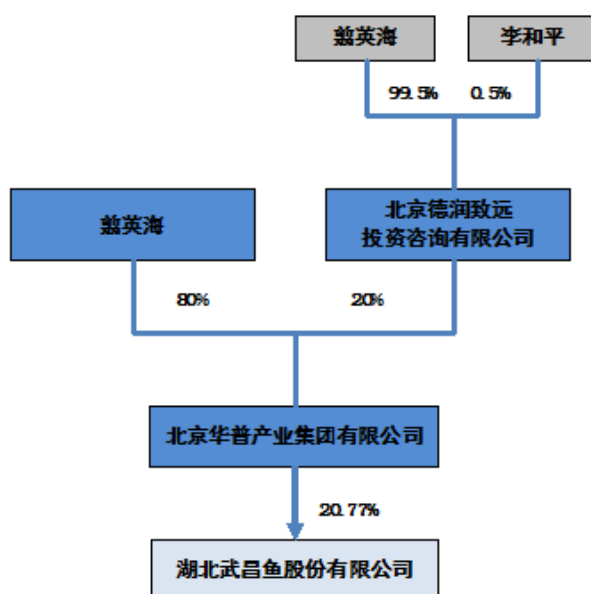 翦英海
李和平
99.5%
0.5%
翦英海
北京德润致远
投资咨询有限公司
80%
20%
北京华普产业集团有限公司
20.77%
湖北武昌鱼股份有限公司